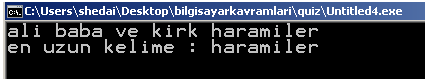 C:\Users\shedai\Desktop\bilgisayarkavramlari\quiz\Untitled4.exe
ali baba ve kirk haramiler
en uzun kelime : haramiler